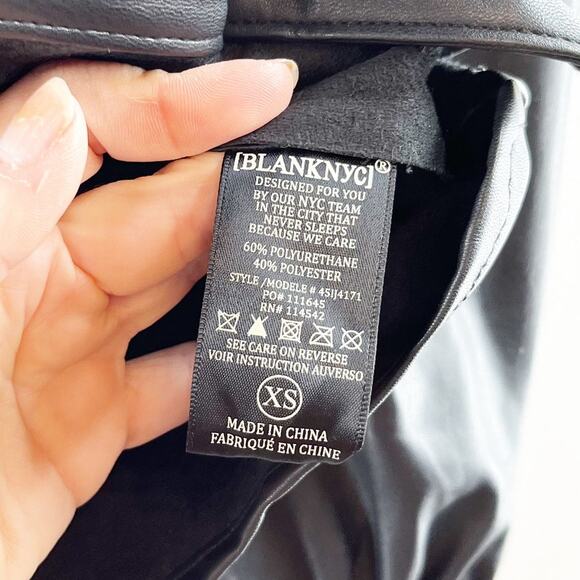 [BLANKNYC]®
DESIGNED FOR YOU
BY OUR NYC TEAM
IN THE CITY THAT
NEVER SLEEPS
BECAUSE WE CARE
60% POLYURETHANE
40% POLYESTER
STYLE /MODELE # 45IJ4171
PO# 111645
RN# 114542
SEE CARE ON REVERSE
VOIR INSTRUCTION AUVERSO
XS
MADE IN CHINA
FABRIQUÉ EN CHINE